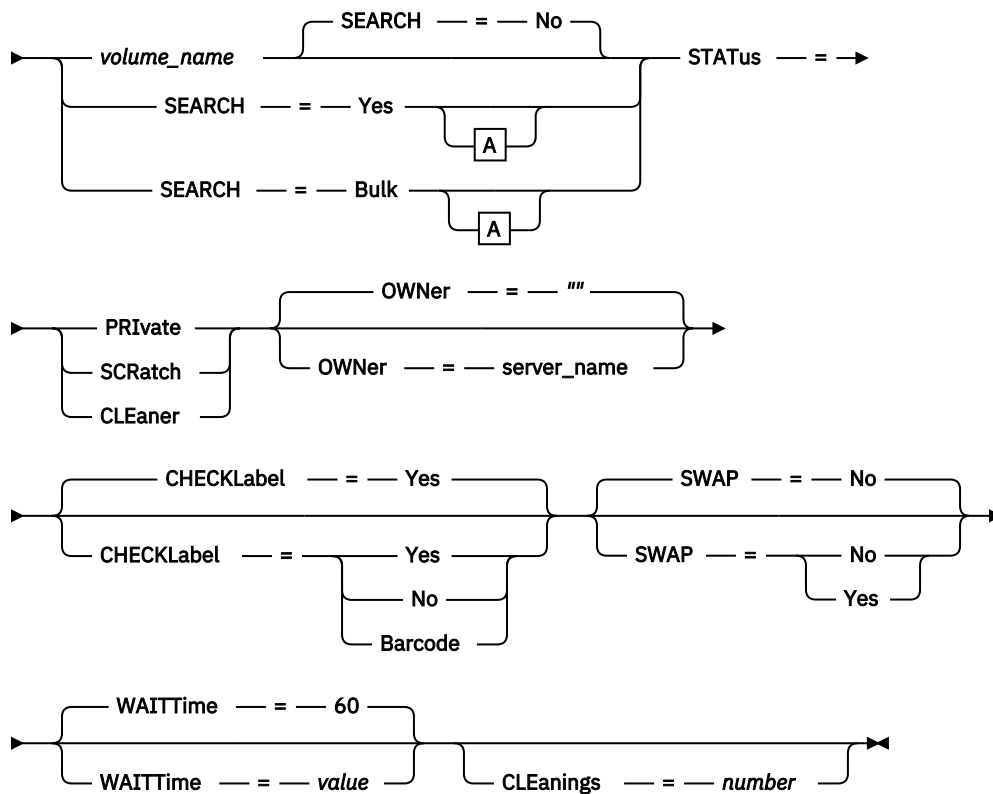 SEARCH = No
volume_name STATus =
SEARCH = Yes
A
SEARCH = Bulk
A
OWNer = ""
PRIvate
SCRatch OWNer = server_name
CLEaner
CHECKLabel = Yes SWAP = No
CHECKLabel = Yes SWAP = No
No Yes
Barcode
WAITTime = 60
WAITTime = value CLEanings = number